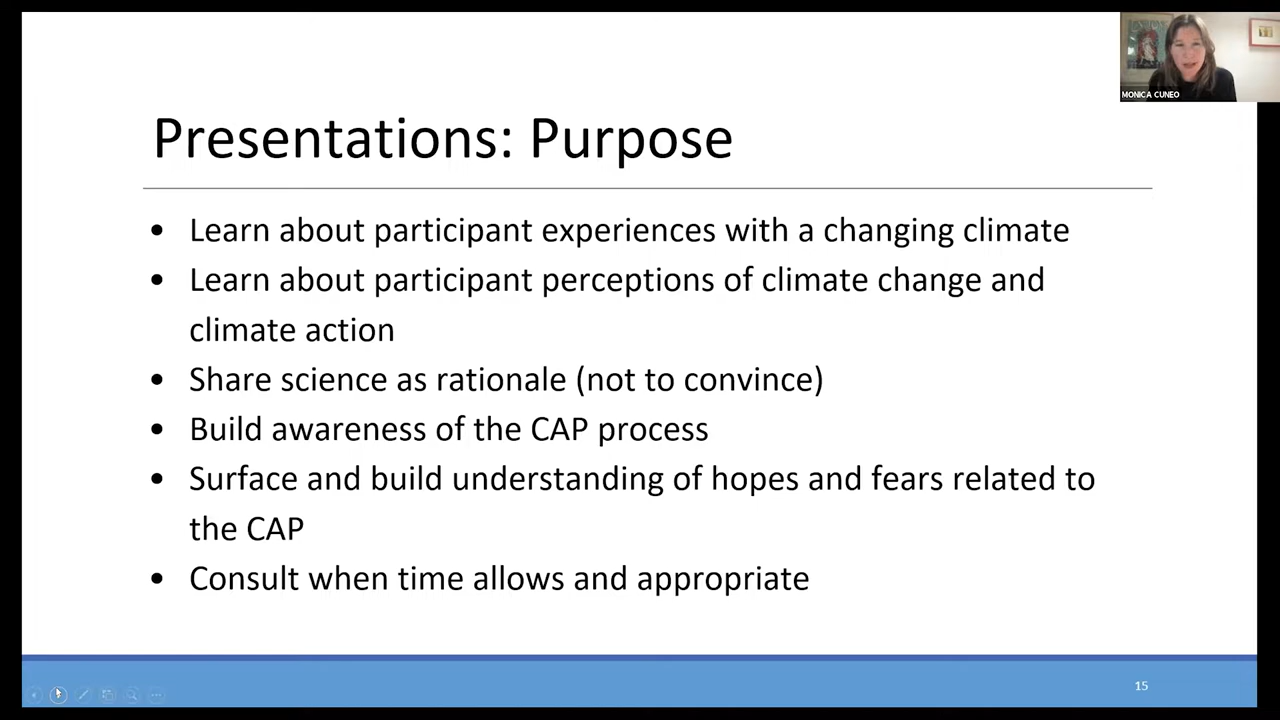 MONICA CUNEO
Presentations: Purpose
• Learn about participant experiences with a changing climate
• Learn about participant perceptions of climate change and
climate action
• Share science as rationale (not to convince)
• Build awareness of the CAP process
• Surface and build understanding of hopes and fears related to
the CAP
• Consult when time allows and appropriate
15